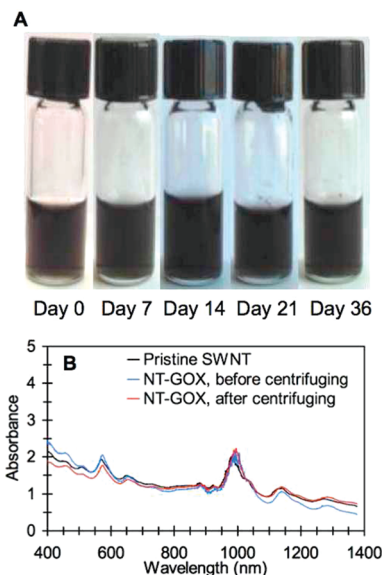 A
Day 0 Day 7 Day 14 Day 21 Day 36
B
Pristine SWNT
NT-GOX, before centrifuging
NT-GOX, after centrifuging
Absorbance
5
4
3
2
1
0
400 600 800 1000 1200 1400
Wavelength (nm)